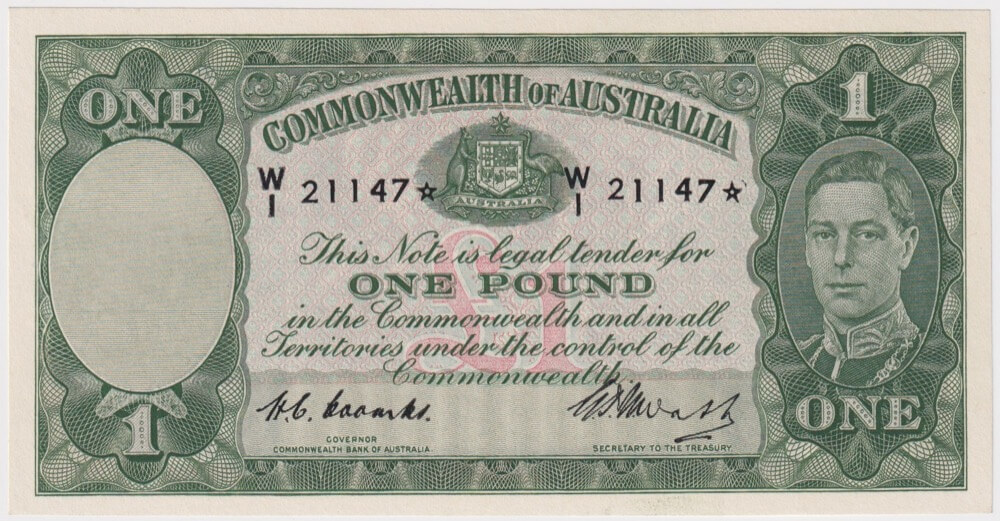 ONE
1
COMMONWEALTH OF AUSTRALIA
W/1 21147☆ W/1 21147☆
AUSTRALIA
£1
This Note is legal tender for
ONE POUND
in the Commonwealth and in all
Territories under the control of the
Commonwealth.
H.C. Coombs.
GOVERNOR
COMMONWEALTH BANK OF AUSTRALIA
SECRETARY TO THE TREASURY
1
ONE